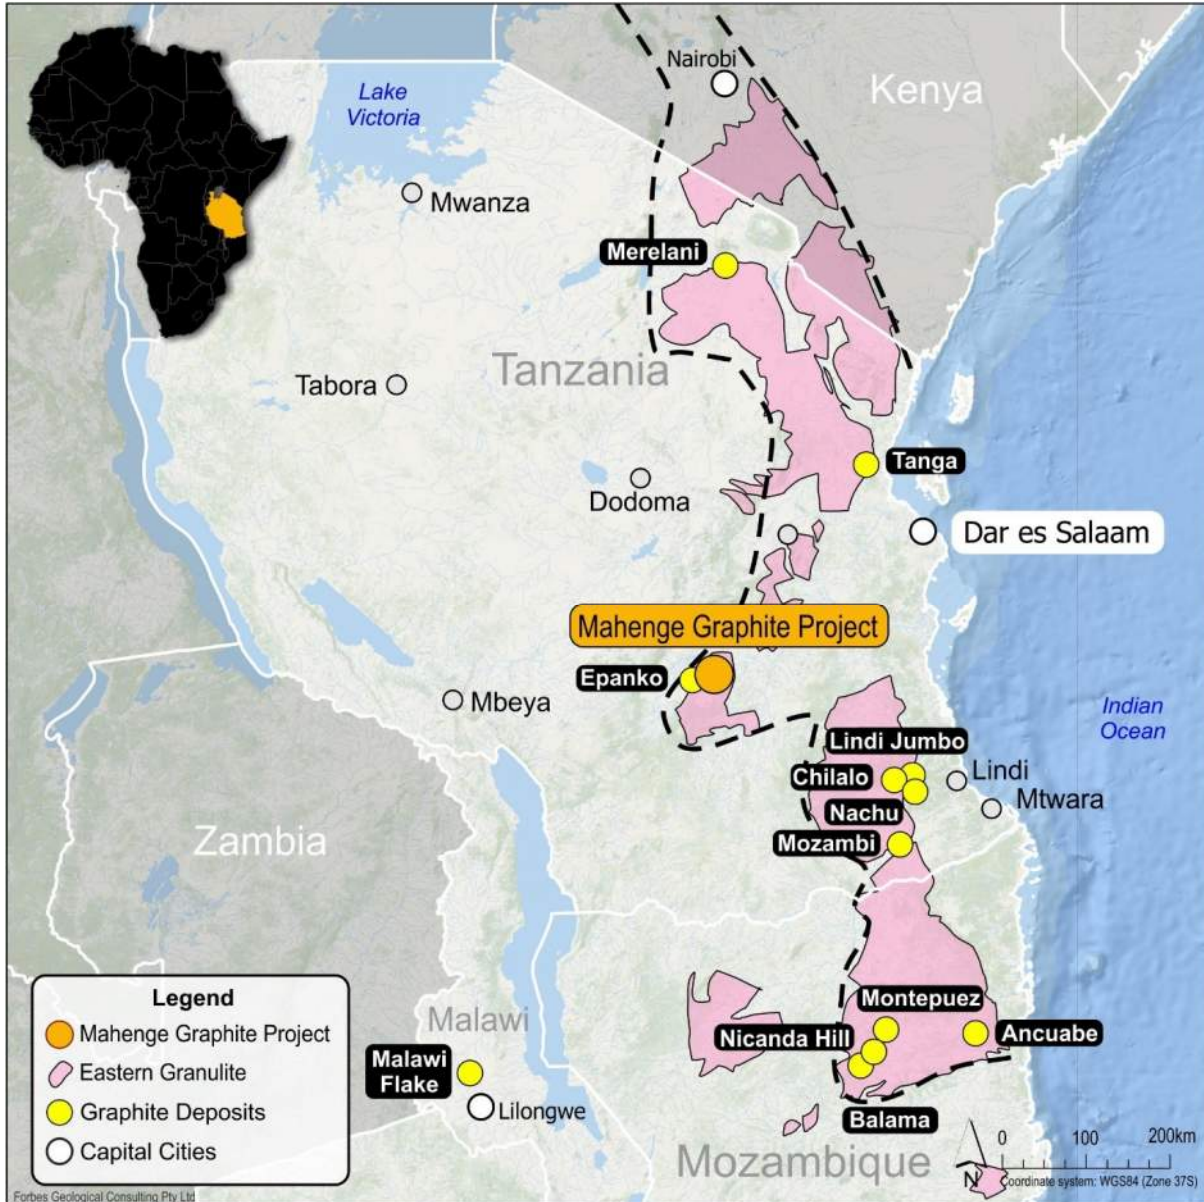 Nairobi
Kenya
Lake
Victoria
Mwanza
Merelani
Tanzania
Tabora
Tanga
Dodoma
Dar es Salaam
Mahenge Graphite Project
Epanko
Mbeya
Indian
Ocean
Lindi Jumbo
Lindi
Chilalo
Mtwara
Nachu
Mozambi
Zambia
Legend
Mahenge Graphite Project
Eastern Granulite
Graphite Deposits
Capital Cities
Malawi
Malawi
Flake
Lilongwe
Montepuez
Nicanda Hill
Ancuabe
Balama
Mozambique
0 100 200km
N
Coordinate system: WGS84 (Zone 37S)
Forbes Geological Consulting Pty Ltd